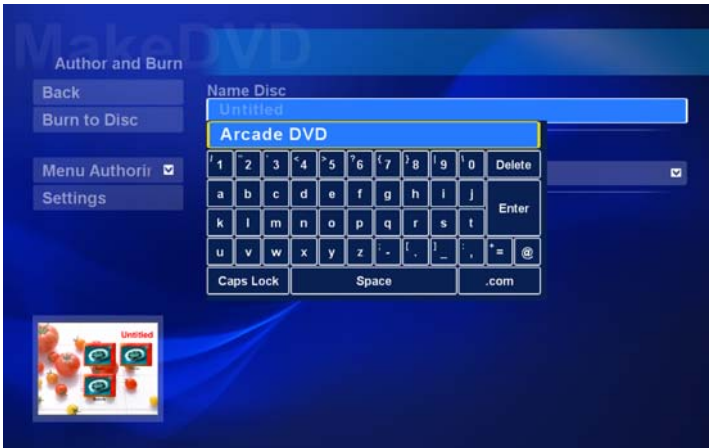 MakeDVD
Author and Burn
Back
Burn to Disc
Menu Authorin
Settings
Name Disc
Untitled
Arcade DVD
/ 1 " 2 ' 3 < 4 > 5 ? 6 { 7 } 8 | 9 \ 0 Delete
a b c d e f g h i j
Enter
k l m n o p q r s t
u v w x y z ; - [ . ] _ : , * = @
Caps Lock Space .com
Untitled